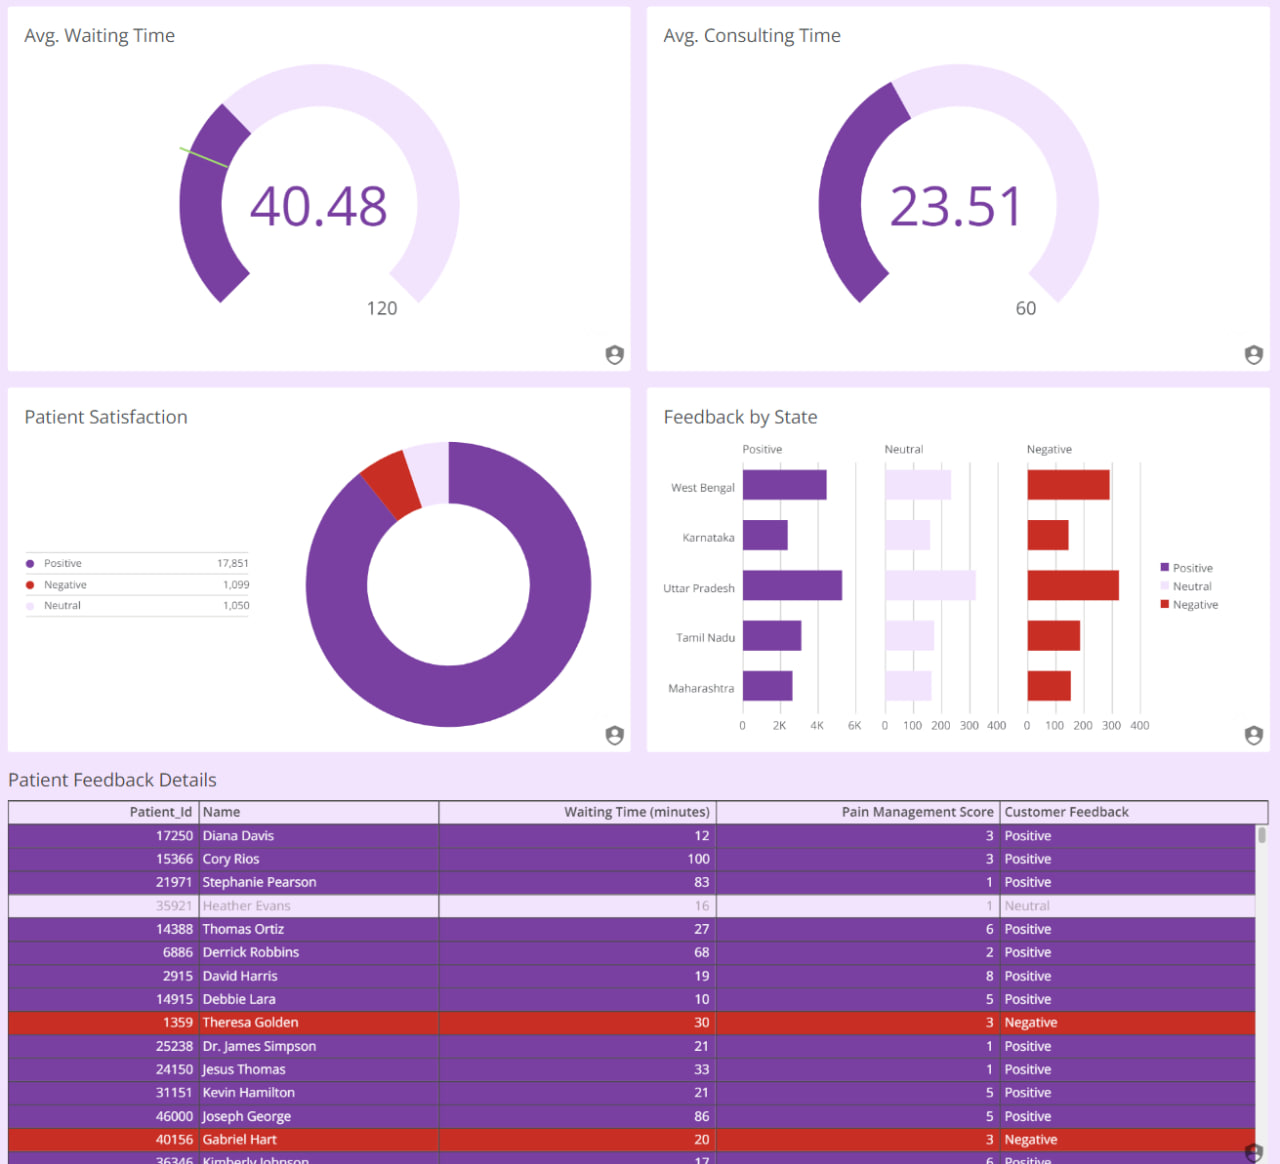 Avg. Waiting Time
40.48
120
Avg. Consulting Time
23.51
60
Patient Satisfaction
Positive 17,851
Negative 1,099
Neutral 1,050
Feedback by State
Positive Neutral Negative
West Bengal
Karnataka
Uttar Pradesh
Tamil Nadu
Maharashtra
0 2K 4K 6K 0 100 200 300 400 0 100 200 300 400
Positive
Neutral
Negative
Patient Feedback Details
Patient_Id Name Waiting Time (minutes) Pain Management Score Customer Feedback
17250 Diana Davis 12 3 Positive
15366 Cory Rios 100 3 Positive
21971 Stephanie Pearson 83 1 Positive
35921 Heather Evans 16 1 Neutral
14388 Thomas Ortiz 27 6 Positive
6886 Derrick Robbins 68 2 Positive
2915 David Harris 19 8 Positive
14915 Debbie Lara 10 5 Positive
1359 Theresa Golden 30 3 Negative
25238 Dr. James Simpson 21 1 Positive
24150 Jesus Thomas 33 1 Positive
31151 Kevin Hamilton 21 5 Positive
46000 Joseph George 86 5 Positive
40156 Gabriel Hart 20 3 Negative
36346 Kimberly Johnson 17 6 Positive